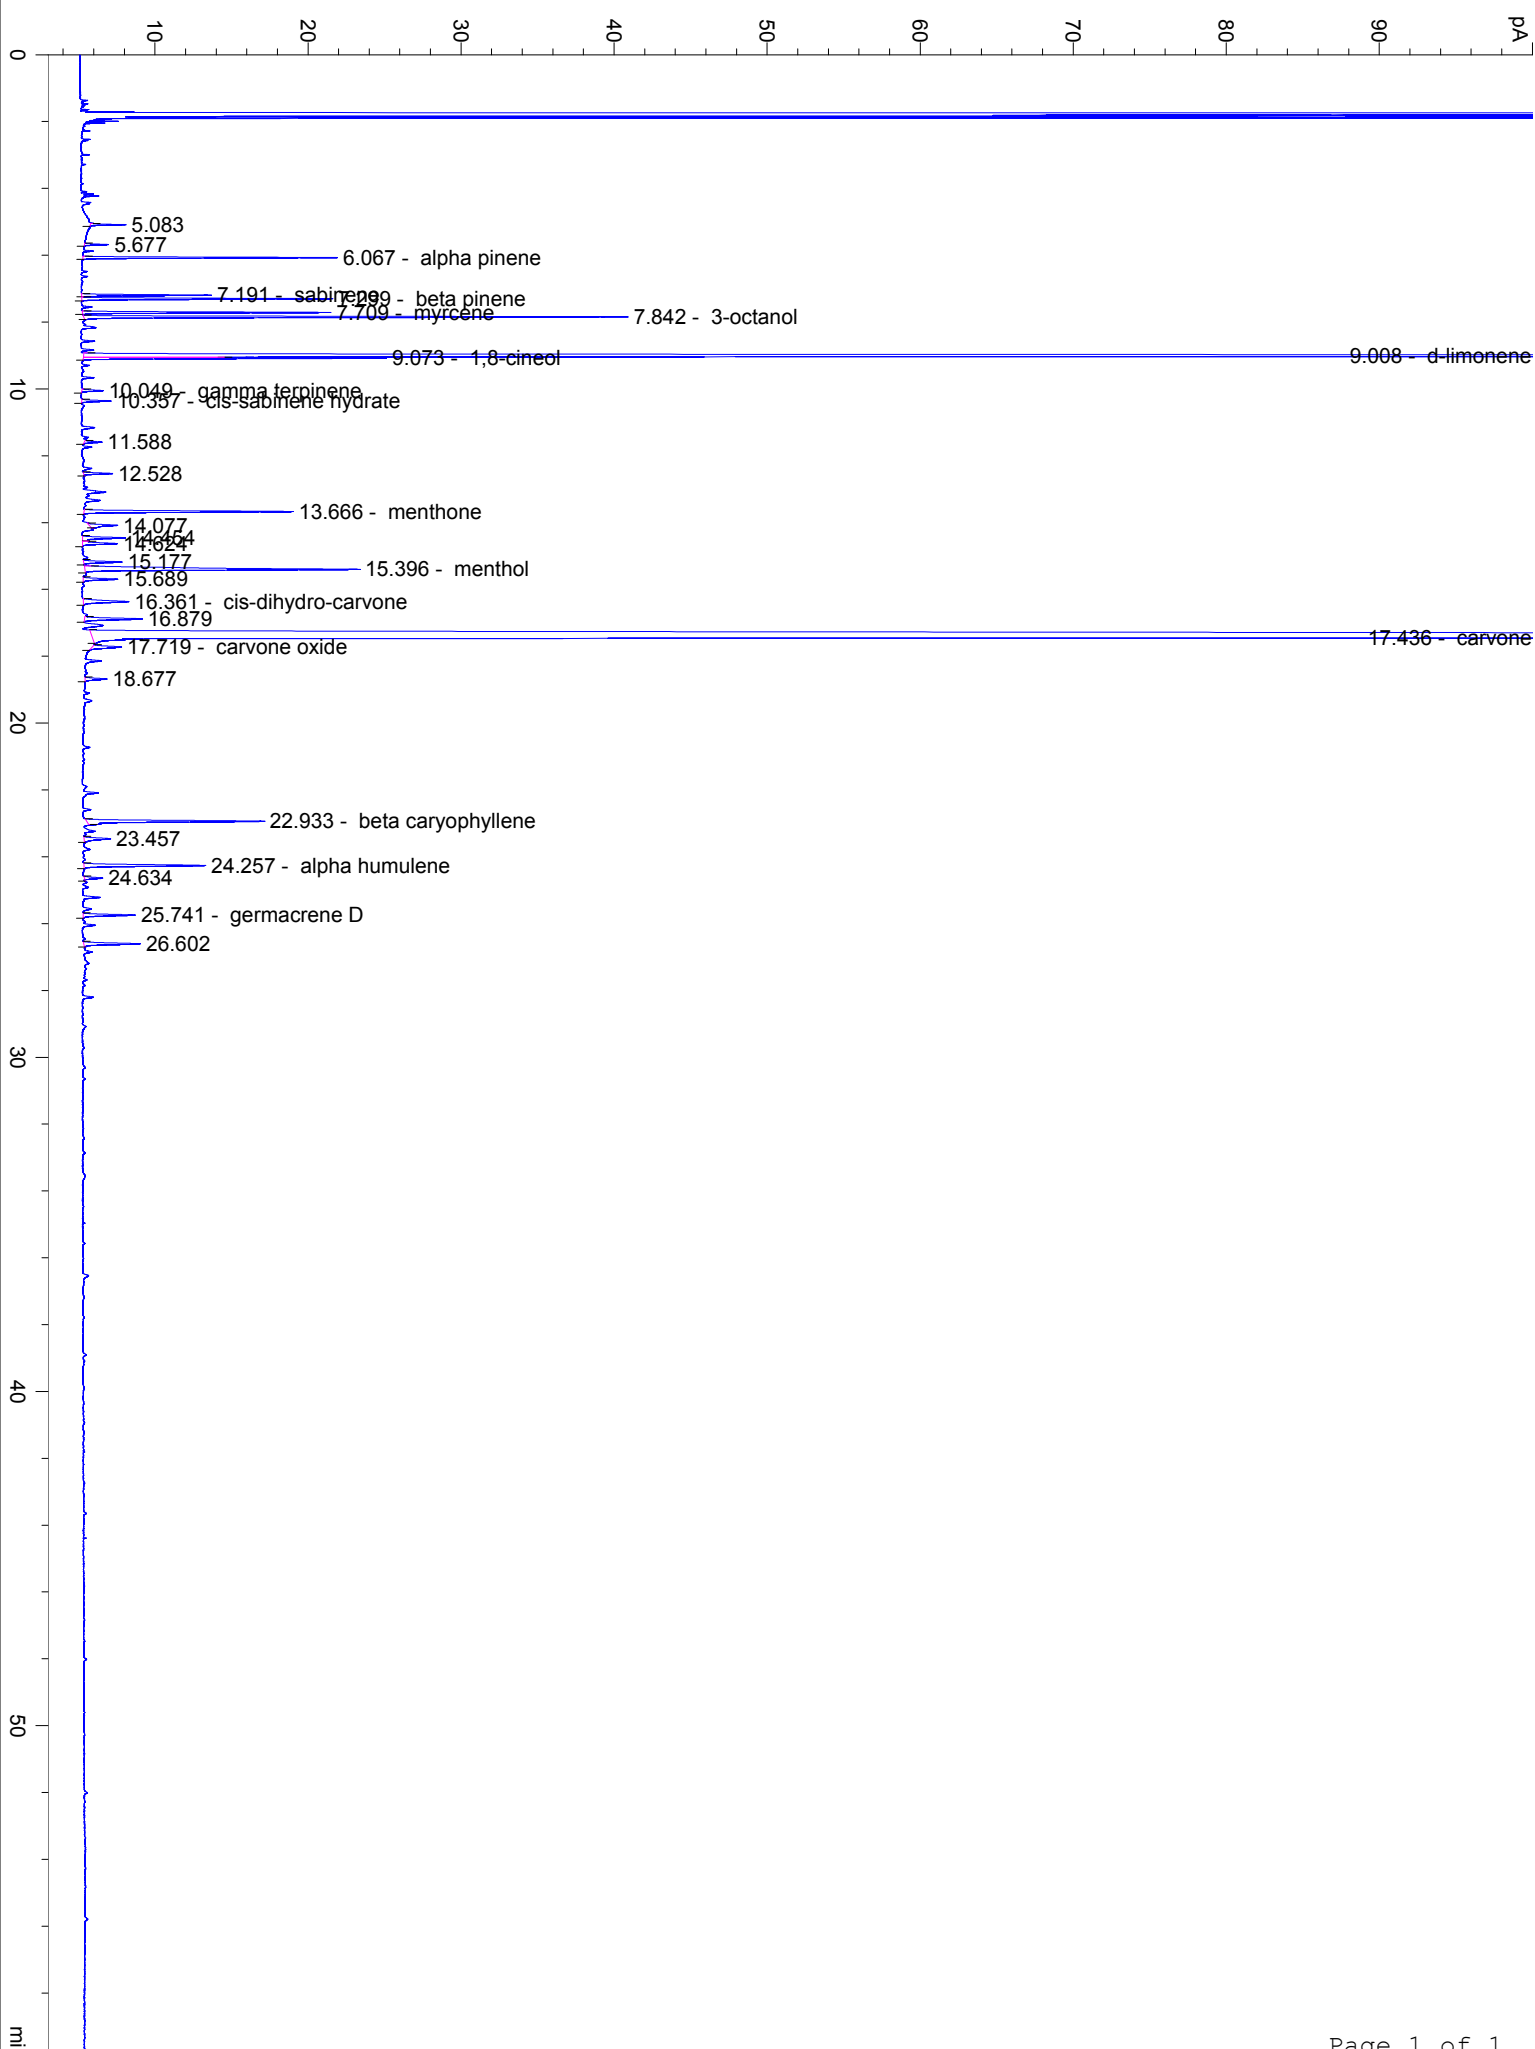 10
20
30
40
50
60
70
80
90
pA
0
5.083
5.677
6.067 - alpha pinene
7.191 - sabinene
7.299 - beta pinene
7.709 - myrcene
7.842 - 3-octanol
9.008 - d-limonene
9.073 - 1,8-cineol
10
10.049 - gamma terpinene
10.357 - cis-sabinene hydrate
11.588
12.528
13.666 - menthone
14.077
14.464
14.624
15.177
15.396 - menthol
15.689
16.361 - cis-dihydro-carvone
16.879
17.436 - carvone
17.719 - carvone oxide
18.677
20
22.933 - beta caryophyllene
23.457
24.257 - alpha humulene
24.634
25.741 - germacrene D
26.602
30
40
50
mi
Page 1 of 1